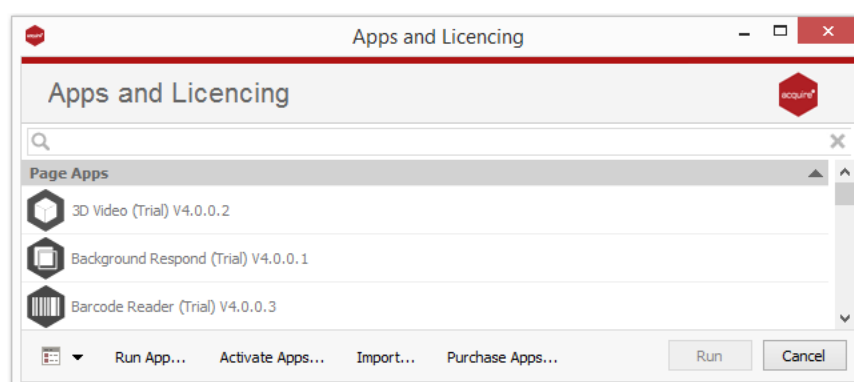 Apps and Licencing
Apps and Licencing
acquire
Page Apps
3D Video (Trial) V4.0.0.2
Background Respond (Trial) V4.0.0.1
Barcode Reader (Trial) V4.0.0.3
Run App... Activate Apps... Import... Purchase Apps... Run Cancel